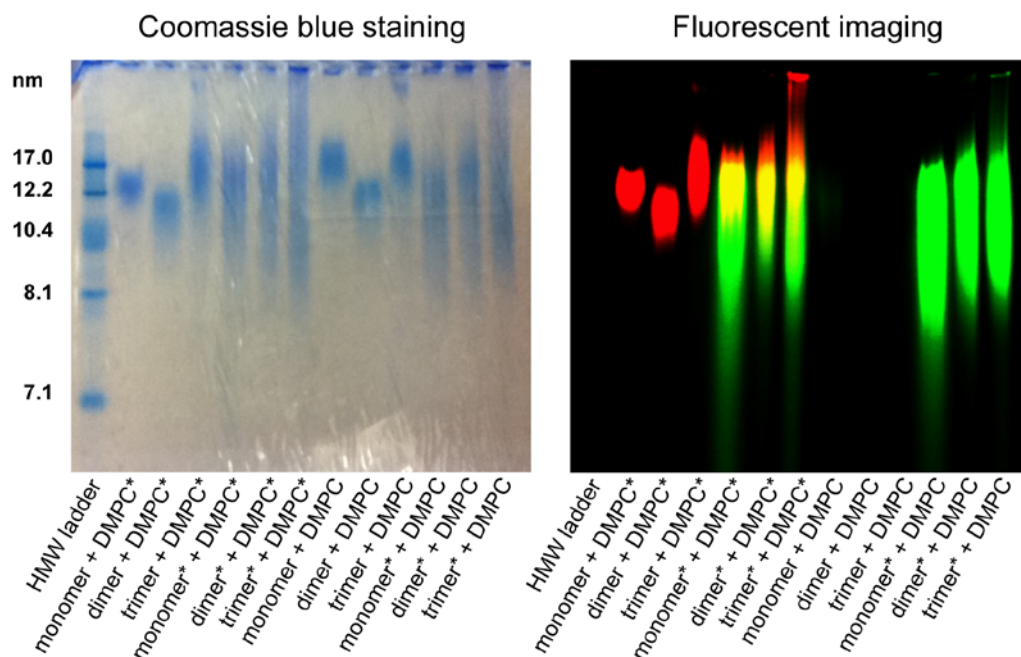 Coomassie blue staining
Fluorescent imaging
nm
17.0
12.2
10.4
8.1
7.1
HMW ladder
monomer + DMPC*
dimer + DMPC*
trimer + DMPC*
monomer* + DMPC*
dimer* + DMPC*
trimer* + DMPC*
monomer + DMPC
dimer + DMPC
trimer + DMPC
monomer* + DMPC
dimer* + DMPC
trimer* + DMPC
HMW ladder
monomer + DMPC*
dimer + DMPC*
trimer + DMPC*
monomer* + DMPC*
dimer* + DMPC*
trimer* + DMPC*
monomer + DMPC
dimer + DMPC
trimer + DMPC
monomer* + DMPC
dimer* + DMPC
trimer* + DMPC